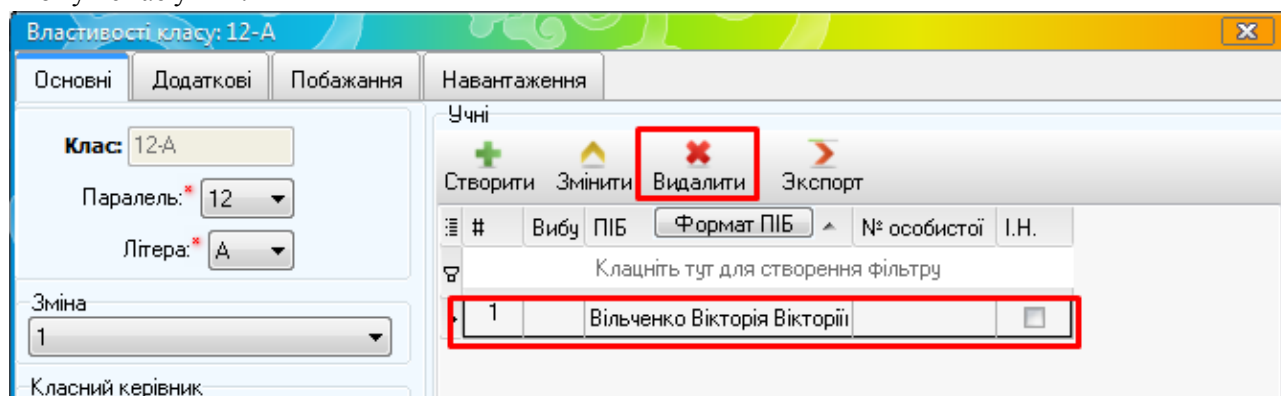 Властивості класу: 12-А
Основні Додаткові Побажання Навантаження
Клас: 12-А
Паралель:* 12
Літера:* А
Зміна
1
Класний керівник
Учні
Створити Змінити Видалити Экспорт
# Вибу ПІБ Формат ПІБ № особистої І.Н.
Клацніть тут для створення фільтру
1 Вільченко Вікторія Вікторії